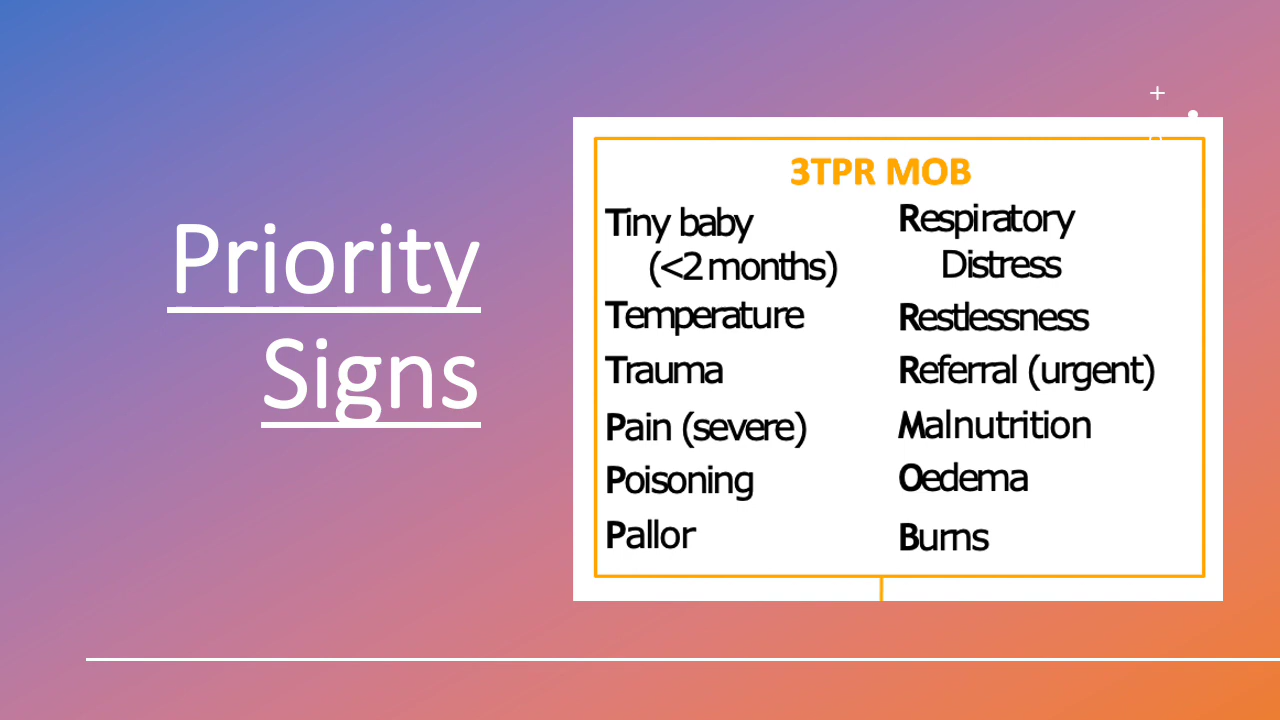 Priority
Signs
3TPR MOB
Tiny baby
(<2 months)
Temperature
Trauma
Pain (severe)
Poisoning
Pallor
Respiratory
Distress
Restlessness
Referral (urgent)
Malnutrition
Oedema
Burns